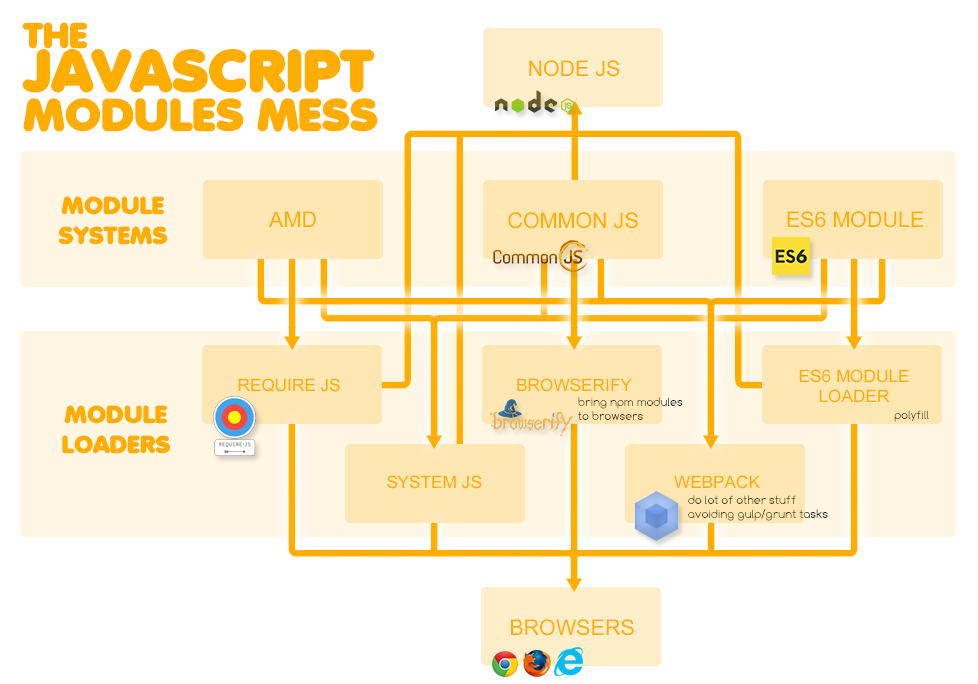 THE
JAVASCRIPT
MODULES MESS
NODE JS
node JS
MODULE
SYSTEMS
AMD
COMMON JS
CommonJS
ES6 MODULE
ES6
MODULE
LOADERS
REQUIRE JS
REQUIRE·JS
BROWSERIFY
bring npm modules
to browsers
browserify
ES6 MODULE
LOADER
polyfill
SYSTEM JS
WEBPACK
do lot of other stuff
avoiding gulp/grunt tasks
BROWSERS